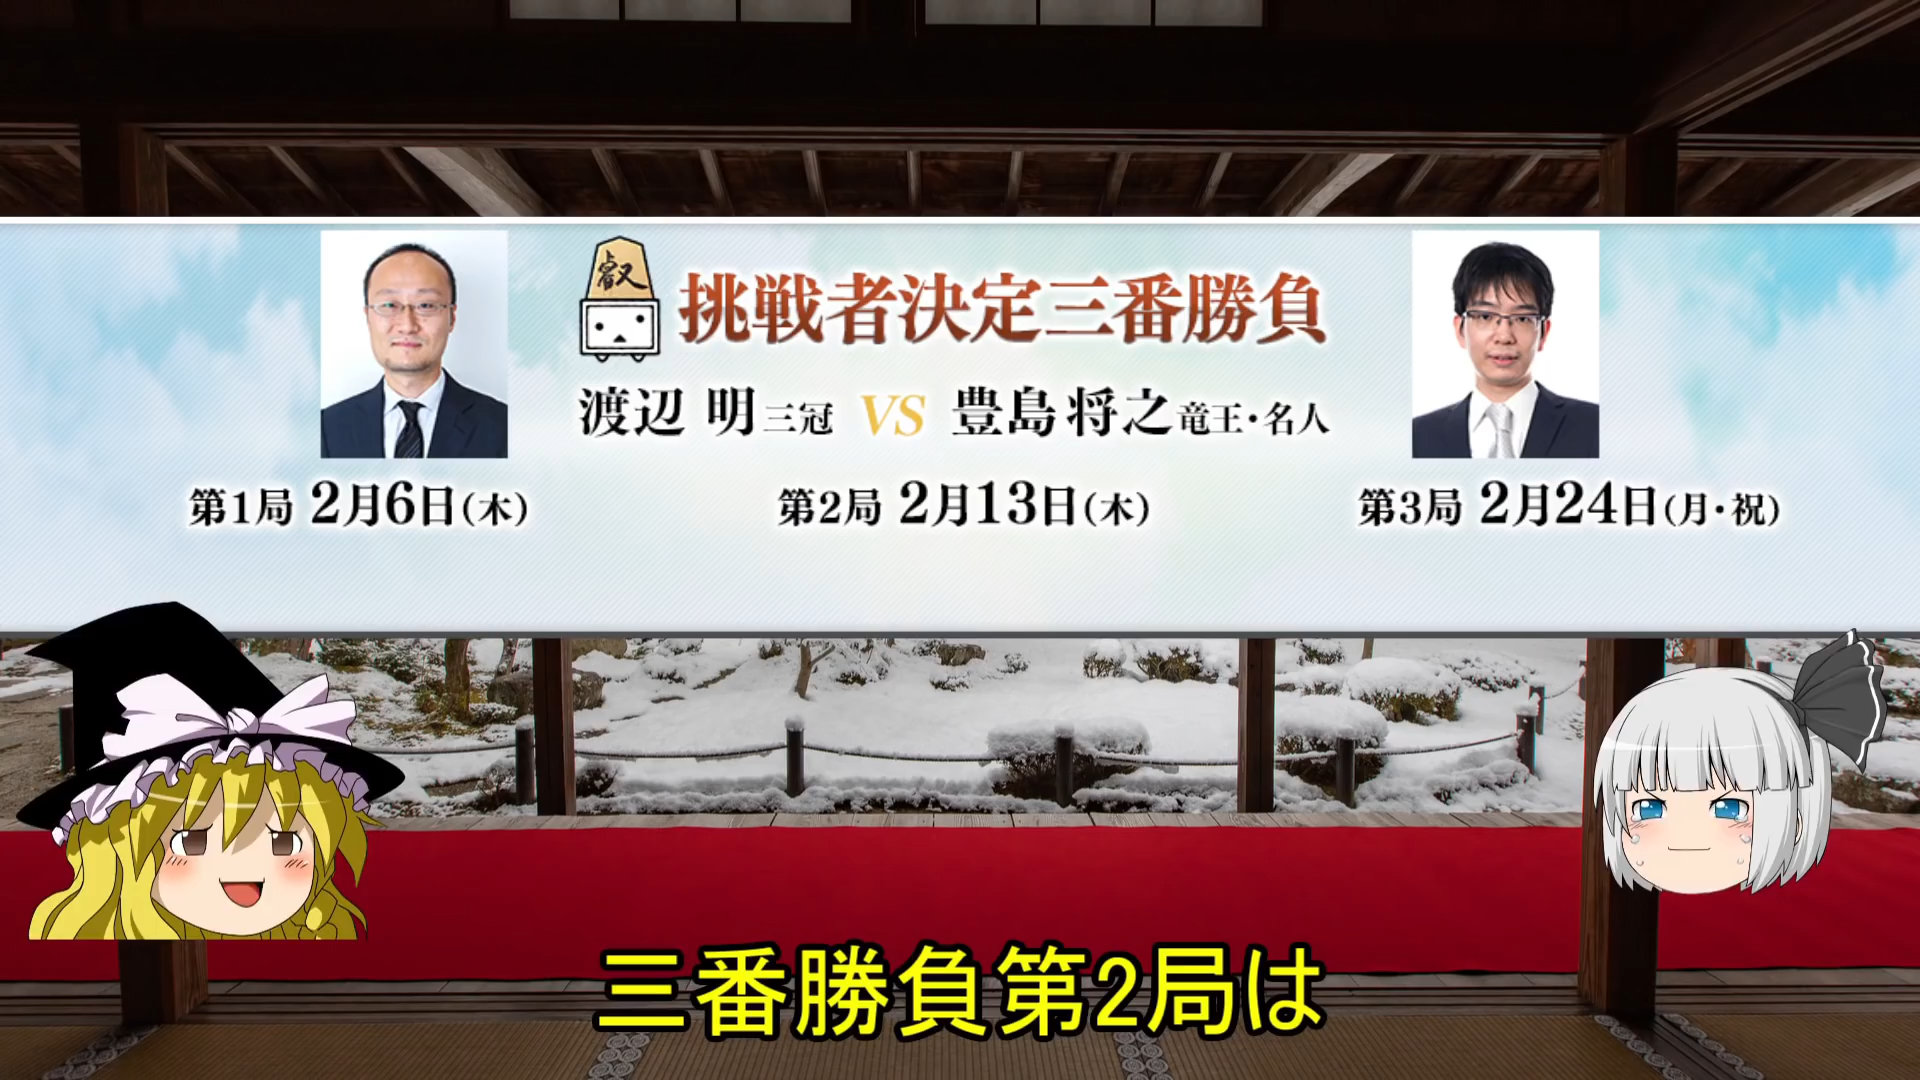 叡
挑戦者決定三番勝負
渡辺 明三冠 VS 豊島将之竜王・名人
第1局 2月6日(木)
第2局 2月13日(木)
第3局 2月24日(月・祝)
三番勝負第2局は